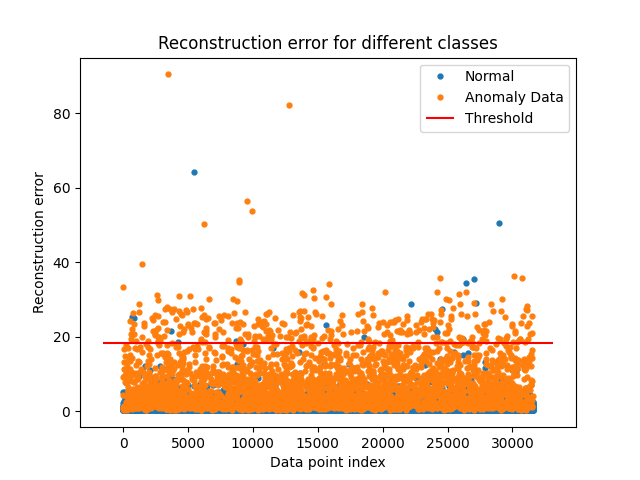 Reconstruction error for different classes
Normal
Anomaly Data
Threshold
80
60
40
20
0
Reconstruction error
0 5000 10000 15000 20000 25000 30000
Data point index